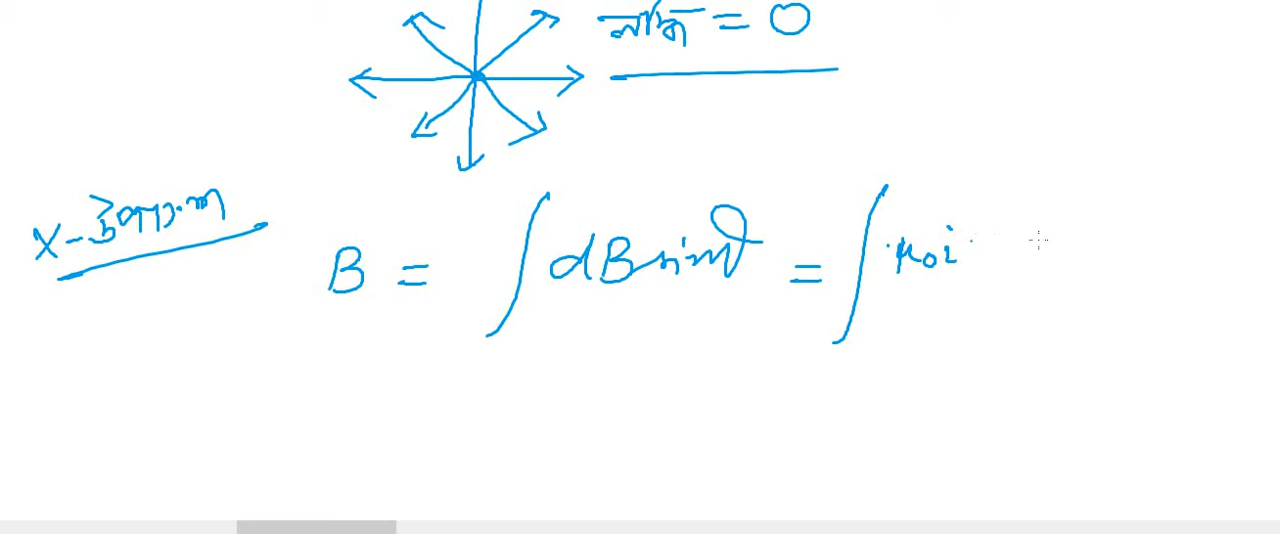 লব্ধি = 0
x-উপাংশ
B = ∫ dB sinθ = ∫ μ₀i